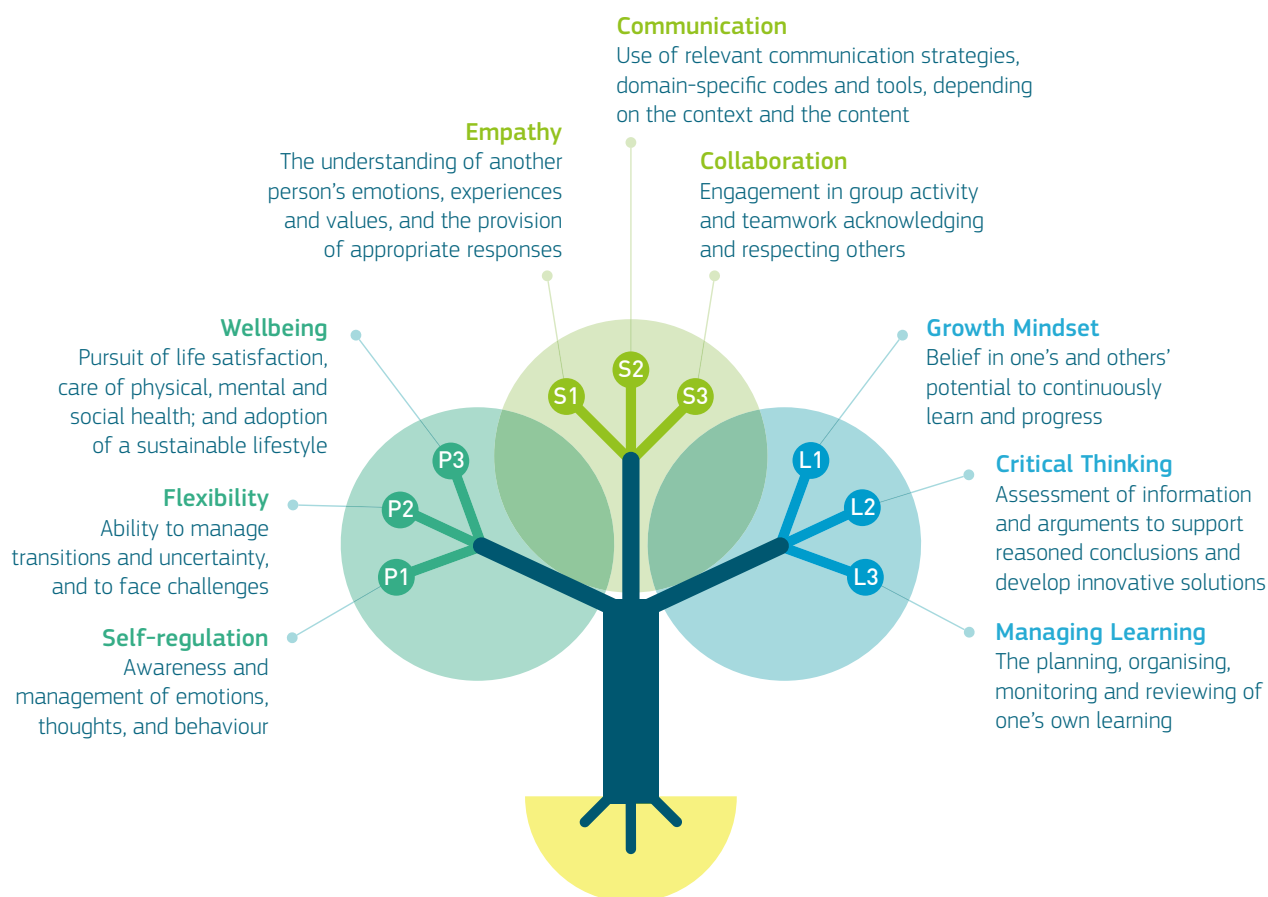 Communication
Use of relevant communication strategies,
domain-specific codes and tools, depending
on the context and the content
Empathy
The understanding of another
person's emotions, experiences
and values, and the provision
of appropriate responses
Collaboration
Engagement in group activity
and teamwork acknowledging
and respecting others
Wellbeing
Pursuit of life satisfaction,
care of physical, mental and
social health; and adoption
of a sustainable lifestyle
Flexibility
Ability to manage
transitions and uncertainty,
and to face challenges
Self-regulation
Awareness and
management of emotions,
thoughts, and behaviour
P3
P2
P1
S1
S2
S3
L1
L2
L3
Growth Mindset
Belief in one's and others'
potential to continuously
learn and progress
Critical Thinking
Assessment of information
and arguments to support
reasoned conclusions and
develop innovative solutions
Managing Learning
The planning, organising,
monitoring and reviewing of
one's own learning